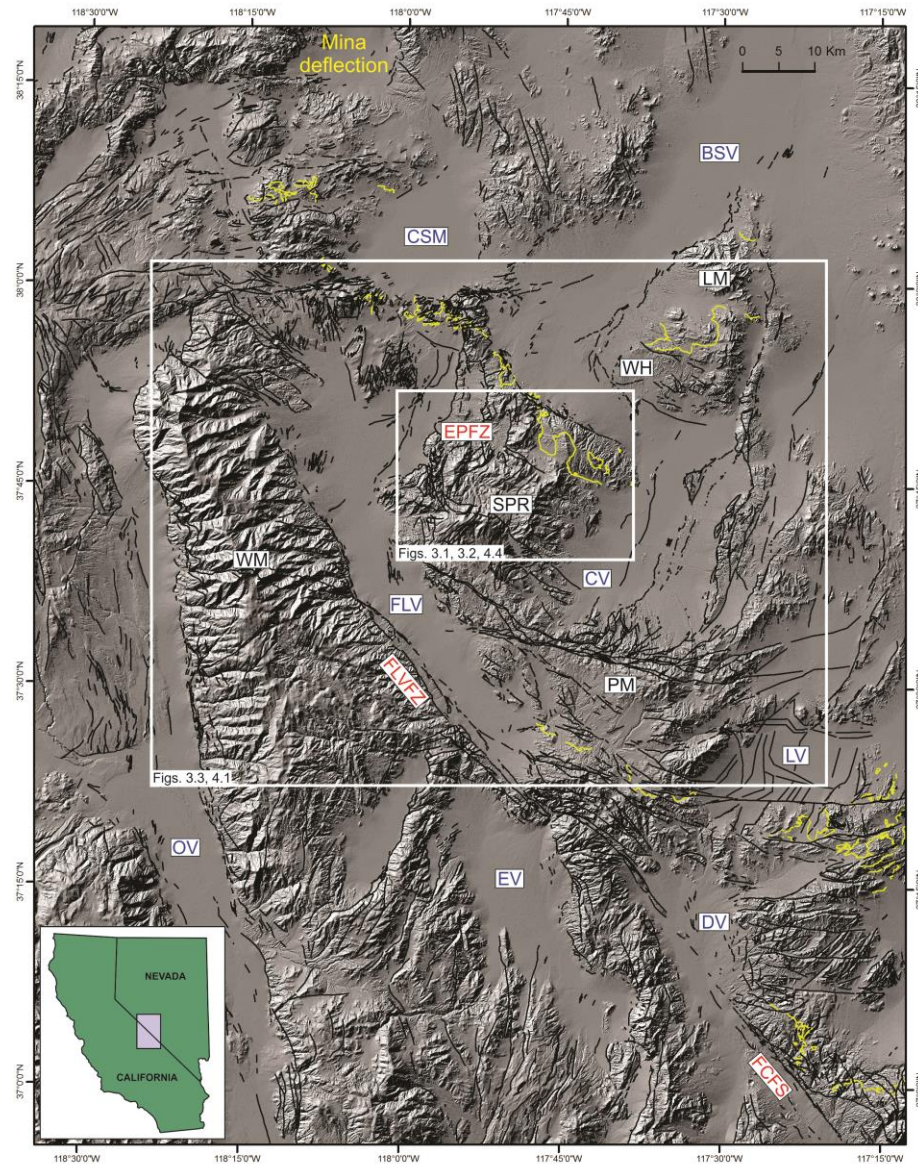 118°30'0"W
118°15'0"W
118°0'0"W
117°45'0"W
117°30'0"W
117°15'0"W
Mina
deflection
0 5 10 Km
38°15'0"N
BSV
CSM
38°0'0"N
LM
WH
EPFZ
37°45'0"N
SPR
Figs. 3.1, 3.2, 4.4
WM
CV
FLV
FLVFZ
37°30'0"N
PM
LV
Figs. 3.3, 4.1
OV
EV
37°15'0"N
DV
NEVADA
CALIFORNIA
FCFS
37°0'0"N
118°30'0"W
118°15'0"W
118°0'0"W
117°45'0"W
117°30'0"W
117°15'0"W